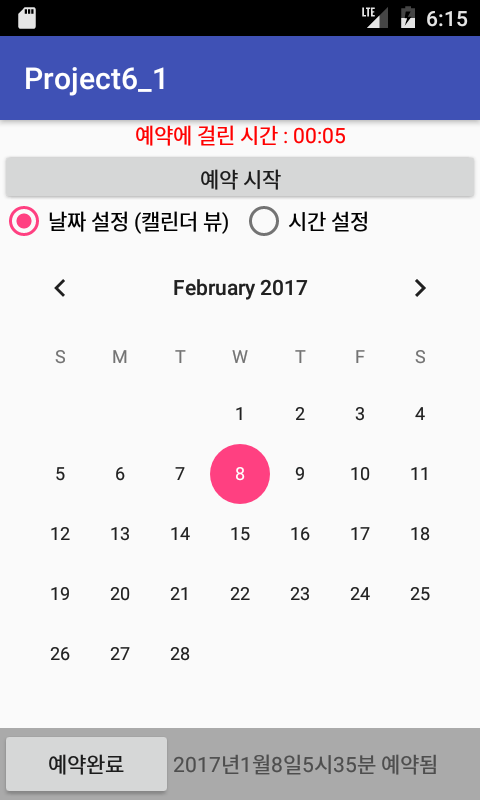 LTE 6:15
Project6_1
예약에 걸린 시간 : 00:05
예약 시작
날짜 설정 (캘린더 뷰) 시간 설정
February 2017
S M T W T F S
1 2 3 4
5 6 7 8 9 10 11
12 13 14 15 16 17 18
19 20 21 22 23 24 25
26 27 28
예약완료 2017년1월8일5시35분 예약됨